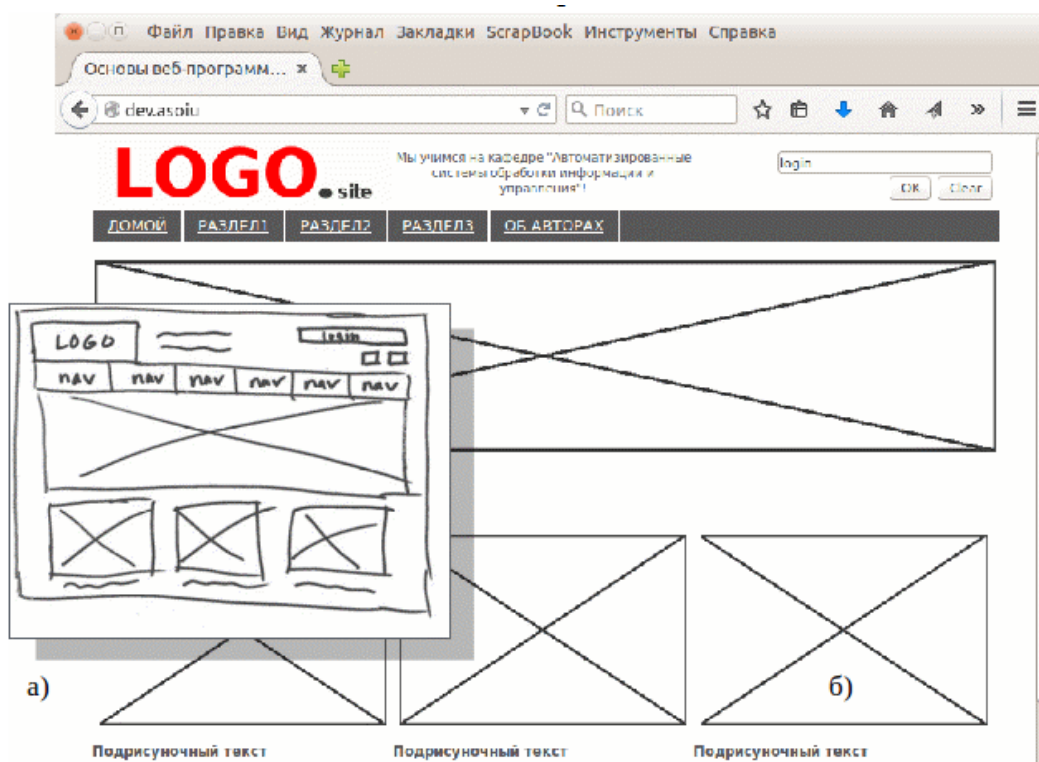 Файл Правка Вид Журнал Закладки ScrapBook Инструменты Справка
Основы веб-программ...
dev.asoiu
Поиск
LOGO.site
Мы учимся на кафедре "Автоматизированные
системы обработки информации и
управления"!
login
OK Clear
ДОМОЙ РАЗДЕЛ1 РАЗДЕЛ2 РАЗДЕЛ3 ОБ АВТОРАХ
LOGO
login
nav nav nav nav nav nav
а)
б)
Подрисуночный текст Подрисуночный текст Подрисуночный текст